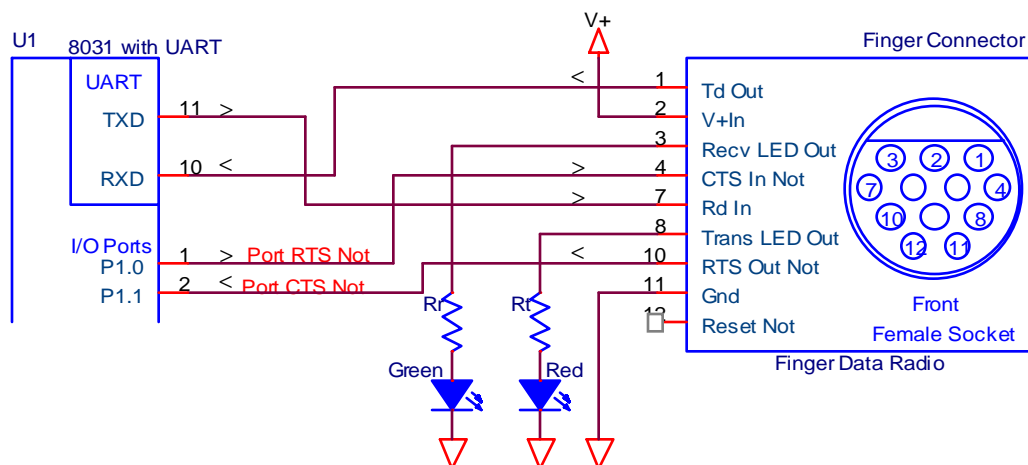 V+
U1
8031 with UART
Finger Connector
UART
TXD
11
>
<
1
Td Out
2
V+In
3
Recv LED Out
RXD
10
<
>
4
CTS In Not
>
7
Rd In
8
Trans LED Out
I/O Ports
P1.0
1
>
Port RTS Not
<
10
RTS Out Not
P1.1
2
<
Port CTS Not
11
Gnd
Rr
Rt
12
Reset Not
Green
Red
3
2
1
7
4
10
8
12
11
Front
Female Socket
Finger Data Radio